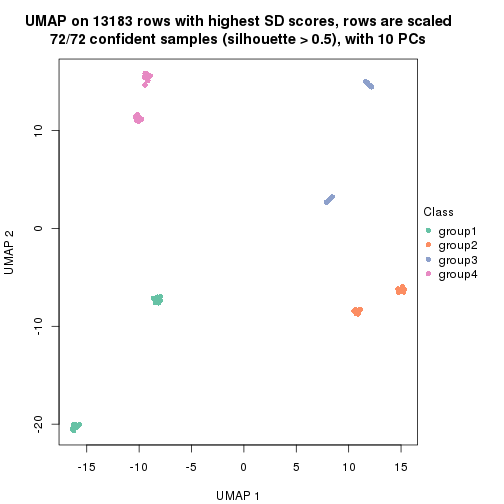 UMAP on 13183 rows with highest SD scores, rows are scaled
72/72 confident samples (silhouette > 0.5), with 10 PCs
10
0
-10
-20
UMAP 2
-15
-10
-5
0
5
10
15
UMAP 1
Class
group1
group2
group3
group4